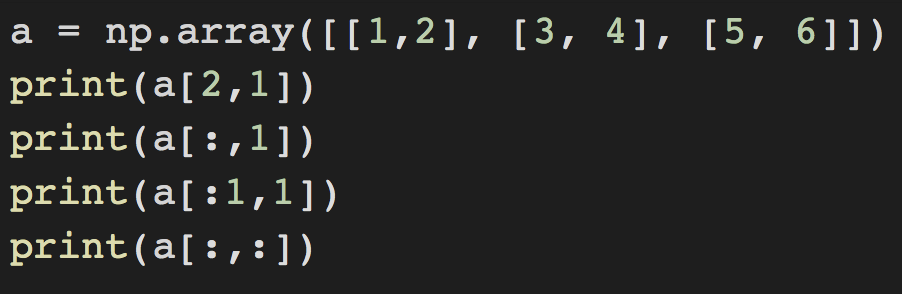 a = np.array([[1,2], [3, 4], [5, 6]])
print(a[2,1])
print(a[:,1])
print(a[:1,1])
print(a[:,:])